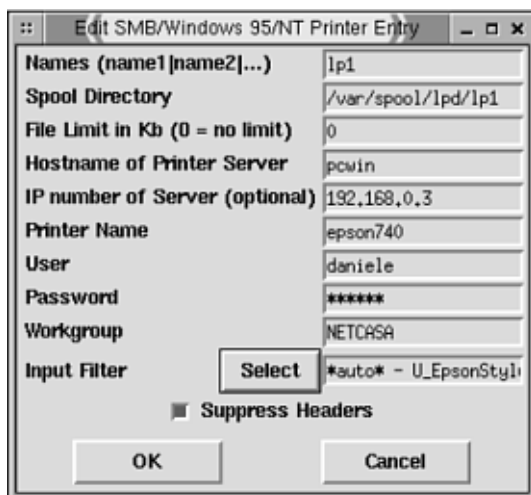 Edit SMB/Windows 95/NT Printer Entry
Names (name1|name2|...) lp1
Spool Directory /var/spool/lpd/lp1
File Limit in Kb (0 = no limit) 0
Hostname of Printer Server pcwin
IP number of Server (optional) 192.168.0.3
Printer Name epson740
User daniele
Password ******
Workgroup NETCASA
Input Filter Select *auto* - U_EpsonStyl
Suppress Headers
OK Cancel